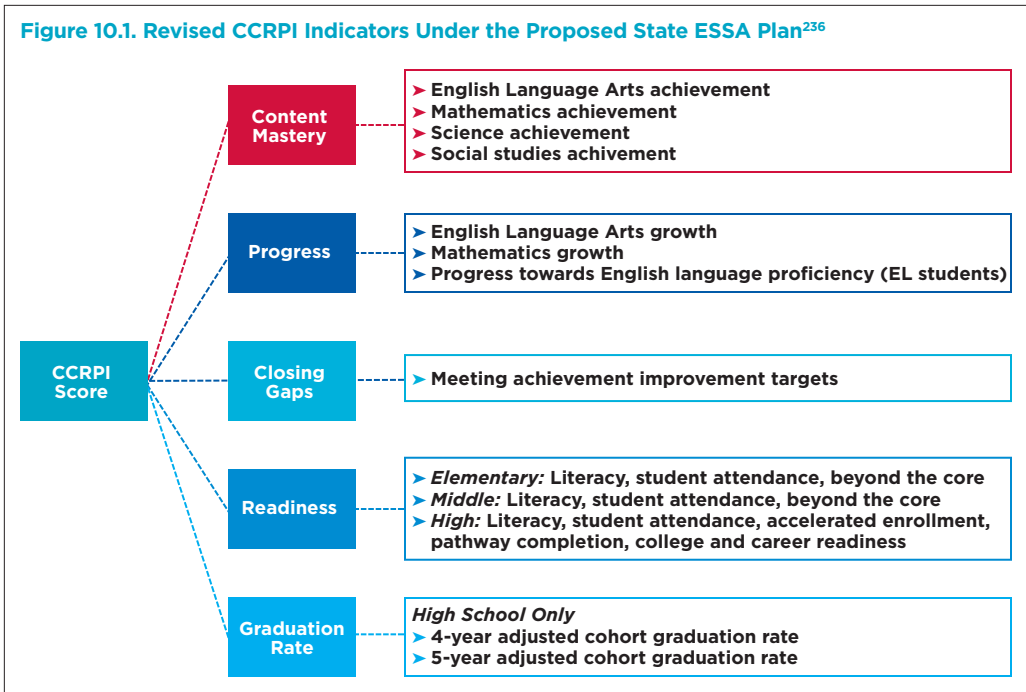 Figure 10.1. Revised CCRPI Indicators Under the Proposed State ESSA Plan236
CCRPI
Score
Content
Mastery
➤ English Language Arts achievement
➤ Mathematics achievement
➤ Science achievement
➤ Social studies achivement
Progress
➤ English Language Arts growth
➤ Mathematics growth
➤ Progress towards English language proficiency (EL students)
Closing
Gaps
➤ Meeting achievement improvement targets
Readiness
➤ Elementary: Literacy, student attendance, beyond the core
➤ Middle: Literacy, student attendance, beyond the core
➤ High: Literacy, student attendance, accelerated enrollment,
pathway completion, college and career readiness
Graduation
Rate
High School Only
➤ 4-year adjusted cohort graduation rate
➤ 5-year adjusted cohort graduation rate